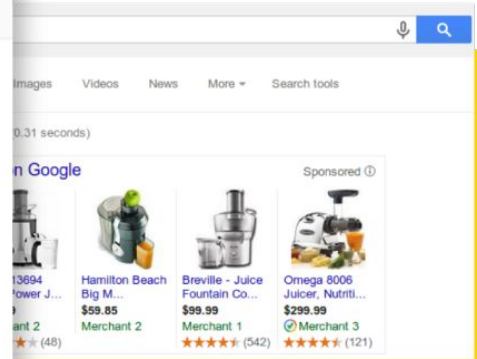 Images Videos News More Search tools
0.31 seconds)
n Google Sponsored
13694 Hamilton Beach Breville - Juice Omega 8006
Power J... Big M... Fountain Co... Juicer, Nutriti...
$59.85 $99.99 $299.99
ant 2 Merchant 2 Merchant 1 Merchant 3
(48) (542) (121)